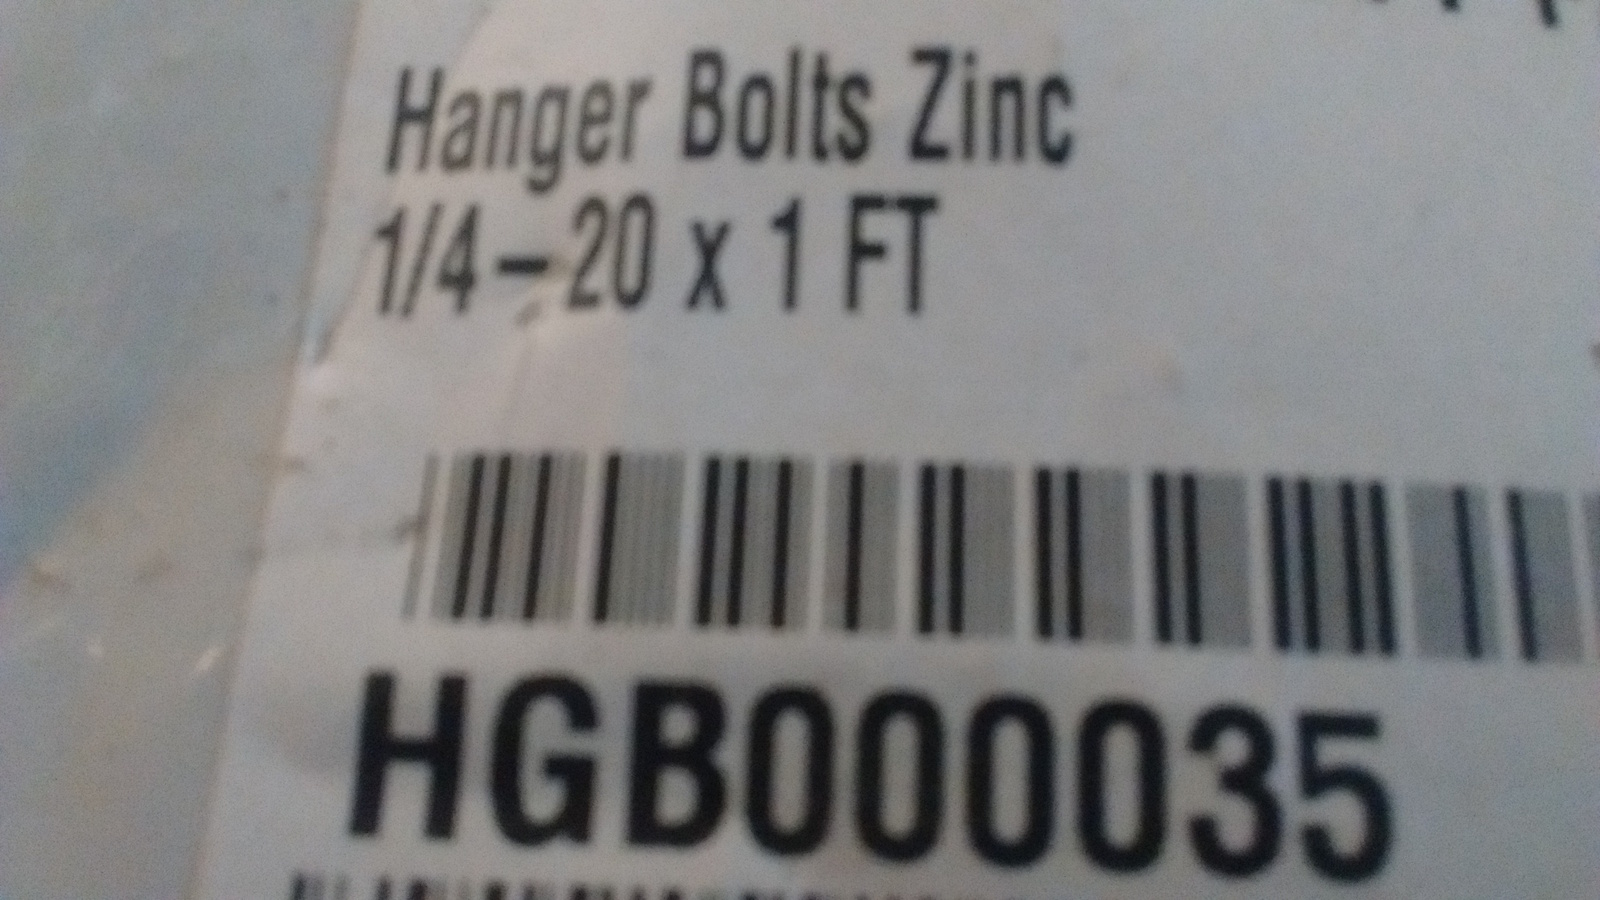 Hanger Bolts Zinc
1/4-20 x 1 FT
HGB000035